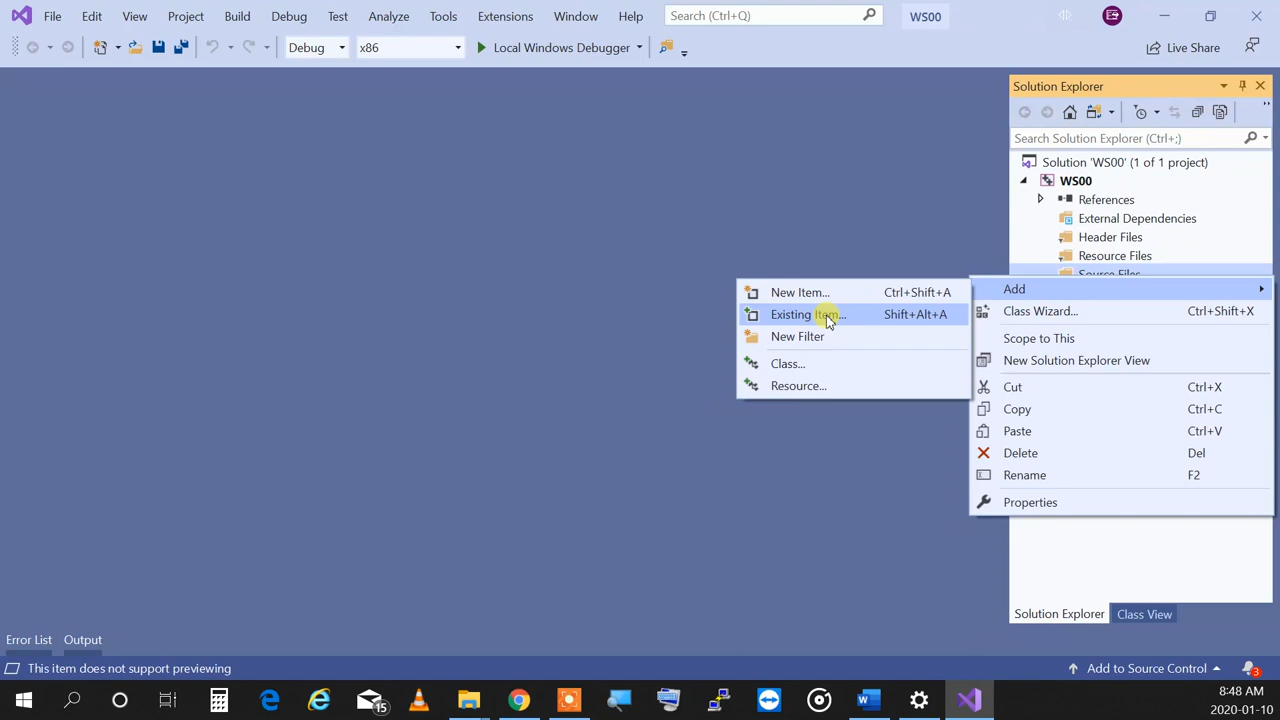 File Edit View Project Build Debug Test Analyze Tools Extensions Window Help Search (Ctrl+Q) WS00
Debug x86 Local Windows Debugger Live Share
Solution Explorer
Search Solution Explorer (Ctrl+;)
Solution 'WS00' (1 of 1 project)
WS00
References
External Dependencies
Header Files
Resource Files
Source Files
Add
Class Wizard... Ctrl+Shift+X
Scope to This
New Solution Explorer View
Cut Ctrl+X
Copy Ctrl+C
Paste Ctrl+V
Delete Del
Rename F2
Properties
New Item... Ctrl+Shift+A
Existing Item... Shift+Alt+A
New Filter
Class...
Resource...
Solution Explorer Class View
Error List Output
This item does not support previewing Add to Source Control 3
15
8:48 AM
2020-01-10